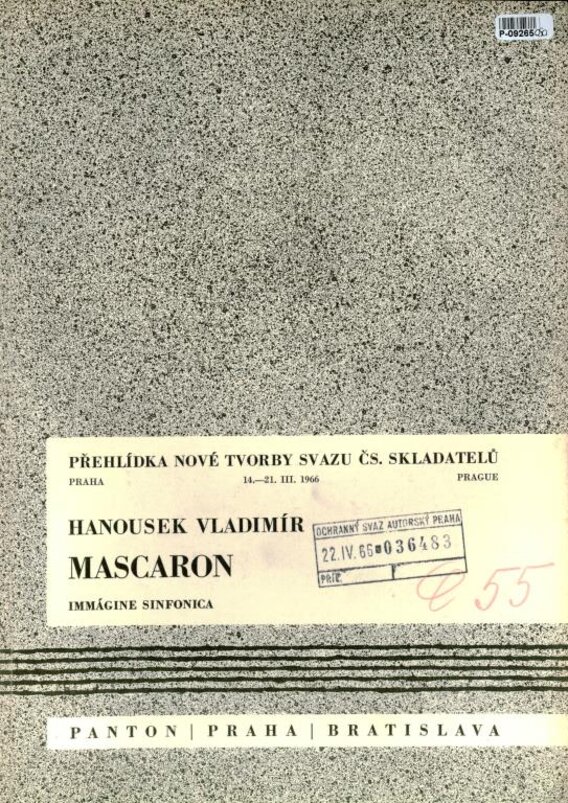 P-09265
PŘEHLÍDKA NOVÉ TVORBY SVAZU ČS. SKLADATELŮ
PRAHA 14.—21. III. 1966 PRAGUE
HANOUSEK VLADIMÍR
MASCARON
IMMÁGINE SINFONICA
OCHRANNÝ SVAZ AUTORSKÝ PRAHA
22.IV.66 036483
PŘÍL.
55
PANTON | PRAHA | BRATISLAVA